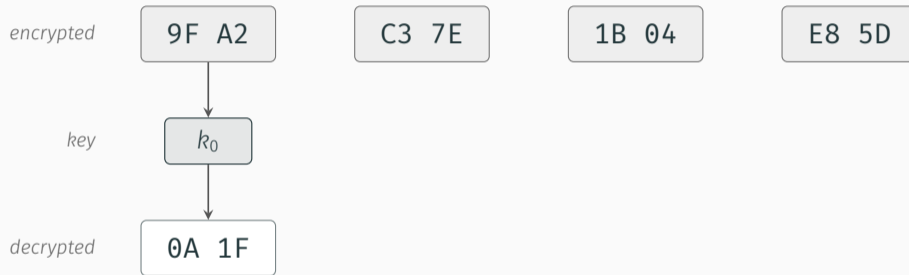 encrypted 9F A2 C3 7E 1B 04 E8 5D
key k₀
decrypted 0A 1F